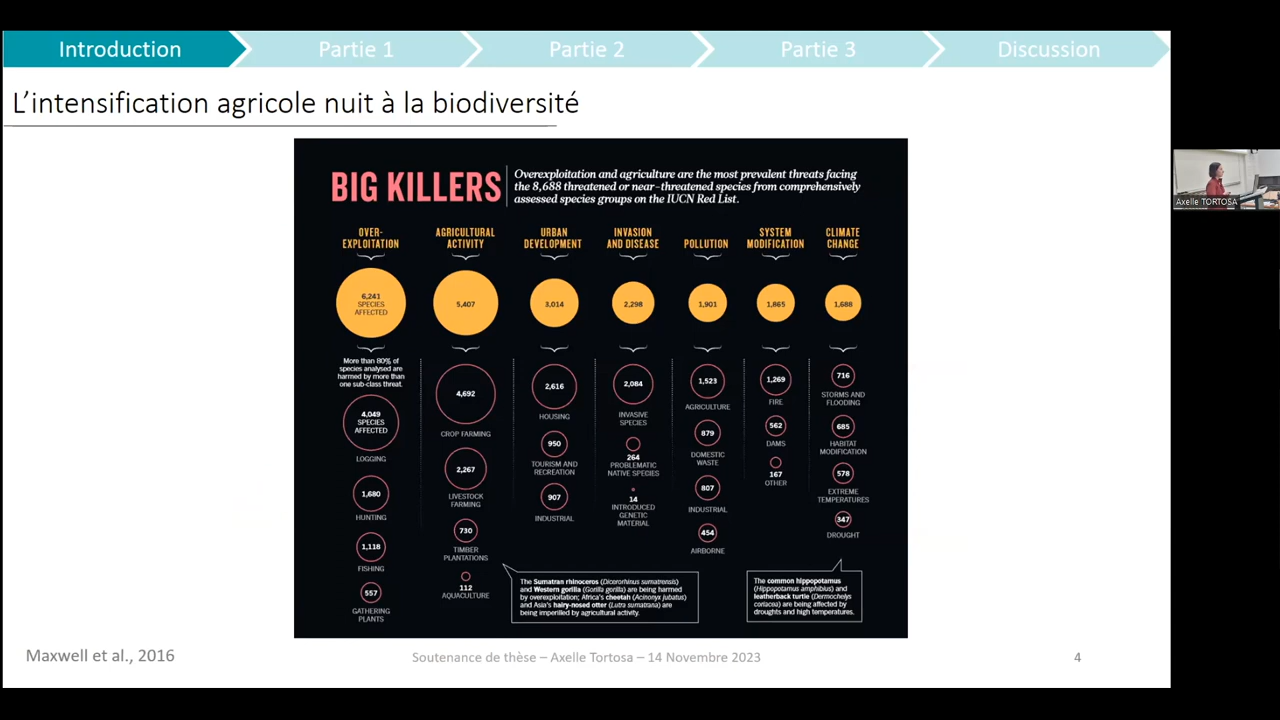 Introduction
Partie 1
Partie 2
Partie 3
Discussion
L'intensification agricole nuit à la biodiversité
BIG KILLERS
Overexploitation and agriculture are the most prevalent threats facing
the 8,688 threatened or near-threatened species from comprehensively
assessed species groups on the IUCN Red List.
OVER-
EXPLOITATION
6,241
SPECIES
AFFECTED
More than 80% of
species analysed are
harmed by more than
one sub-class threat.
4,049
SPECIES
AFFECTED
LOGGING
1,680
HUNTING
1,118
FISHING
557
GATHERING
PLANTS
AGRICULTURAL
ACTIVITY
5,407
4,692
CROP FARMING
2,267
LIVESTOCK
FARMING
730
TIMBER
PLANTATIONS
112
AQUACULTURE
URBAN
DEVELOPMENT
3,014
2,616
HOUSING
950
TOURISM AND
RECREATION
907
INDUSTRIAL
INVASION
AND DISEASE
2,298
2,084
INVASIVE
SPECIES
264
PROBLEMATIC
NATIVE SPECIES
14
INTRODUCED
GENETIC
MATERIAL
POLLUTION
1,901
1,523
AGRICULTURE
879
DOMESTIC
WASTE
807
INDUSTRIAL
454
AIRBORNE
SYSTEM
MODIFICATION
1,865
1,269
FIRE
562
DAMS
167
OTHER
CLIMATE
CHANGE
1,688
716
STORMS AND
FLOODING
685
HABITAT
MODIFICATION
578
EXTREME
TEMPERATURES
347
DROUGHT
The Sumatran rhinoceros (Dicerorhinus sumatrensis)
and Western gorilla (Gorilla gorilla) are being harmed
by overexploitation; Africa's cheetah (Acinonyx jubatus)
and Asia's hairy-nosed otter (Lutra sumatrana) are
being imperilled by agricultural activity.
The common hippopotamus
(Hippopotamus amphibius) and
leatherback turtle (Dermochelys
coriacea) are being affected by
droughts and high temperatures.
Maxwell et al., 2016
Soutenance de thèse – Axelle Tortosa – 14 Novembre 2023
4
Axelle TORTOSA